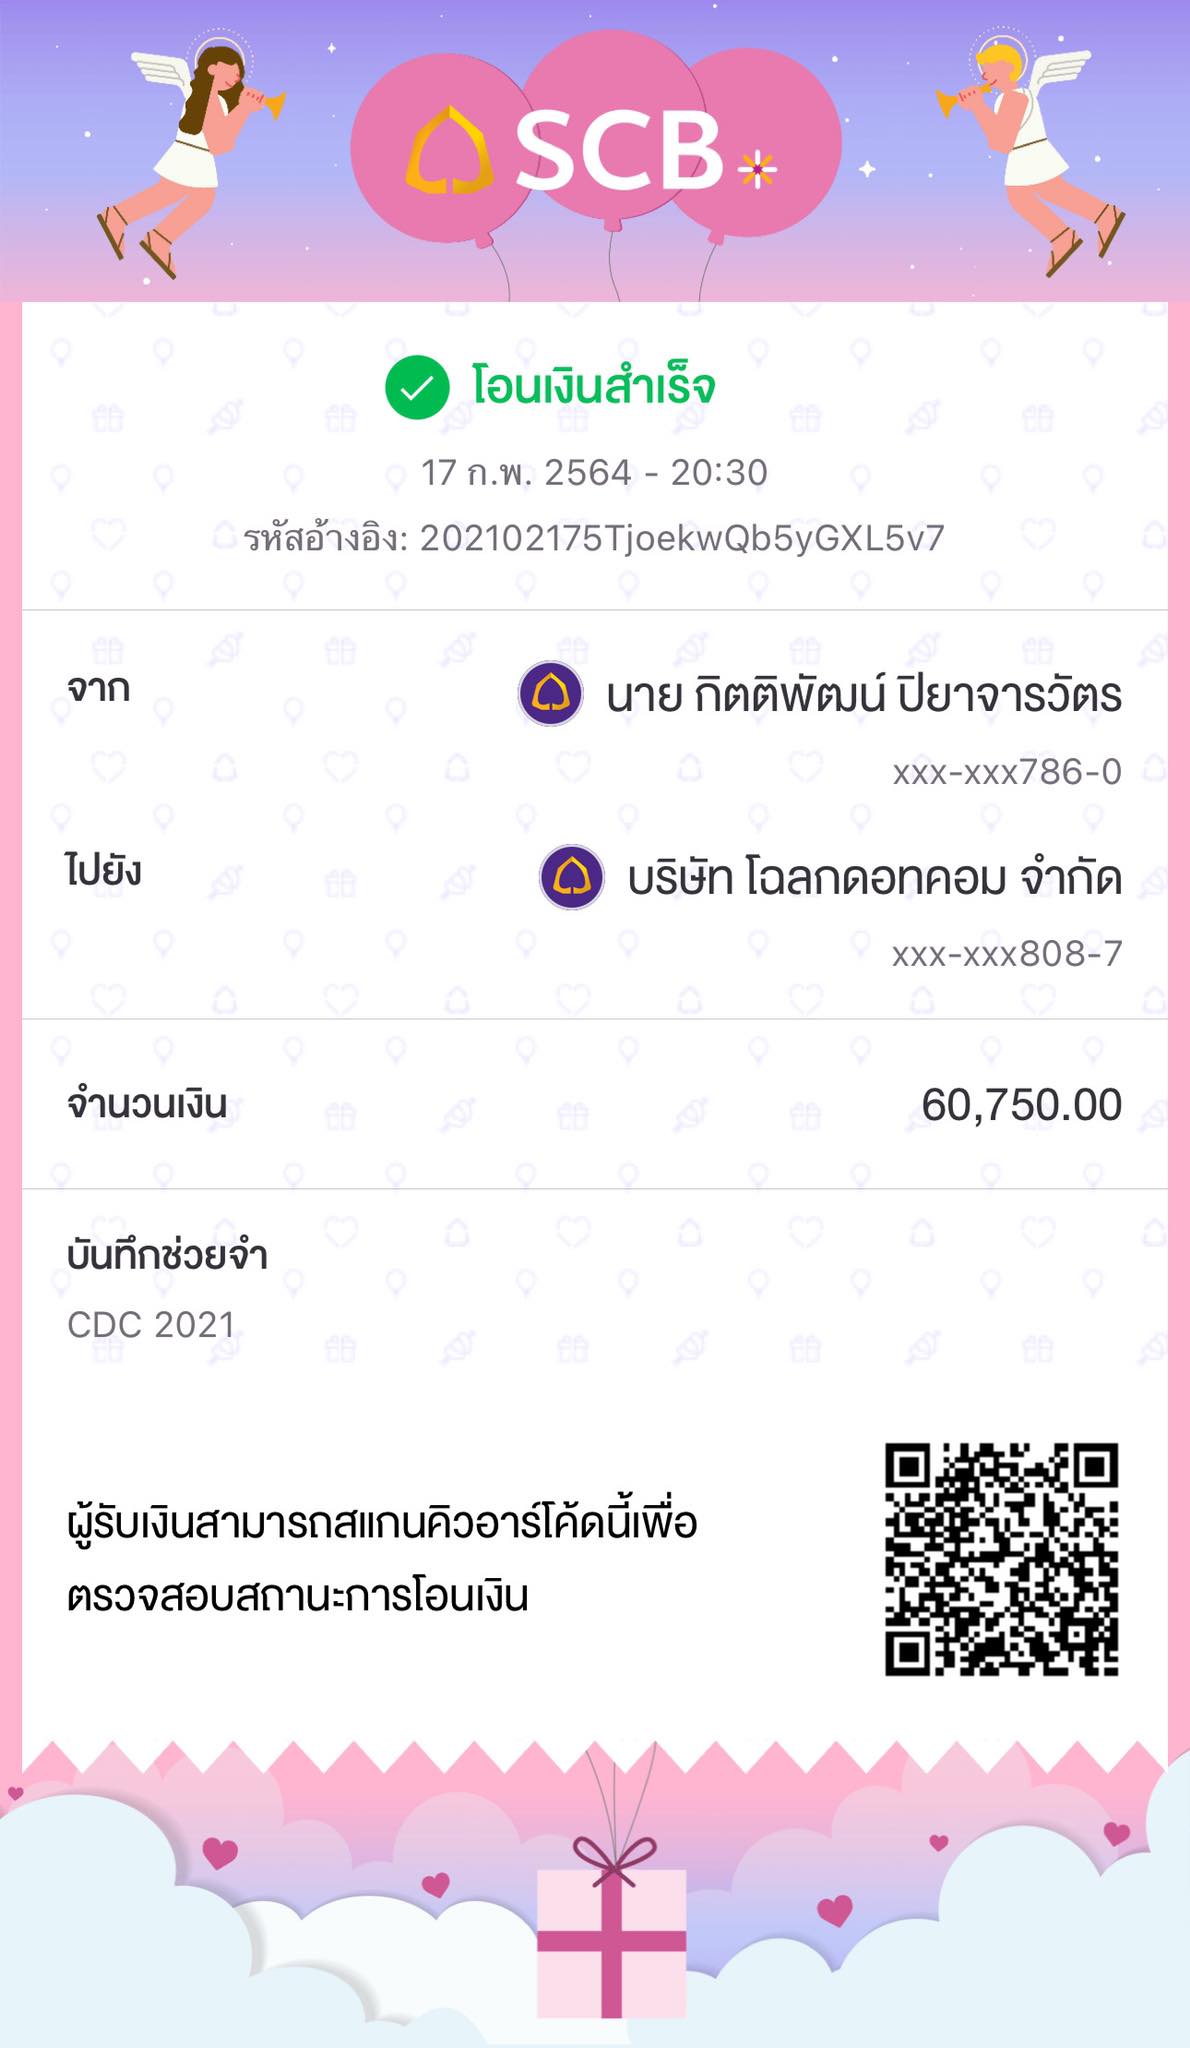 SCB
โอนเงินสำเร็จ
17 ก.พ. 2564 - 20:30
รหัสอ้างอิง: 202102175TjoekwQb5yGXL5v7
จาก
นาย กิตติพัฒน์ ปิยาจารวัตร
xxx-xxx786-0
ไปยัง
บริษัท โฉลกดอทคอม จำกัด
xxx-xxx808-7
จำนวนเงิน
60,750.00
บันทึกช่วยจำ
CDC 2021
ผู้รับเงินสามารถสแกนคิวอาร์โค้ดนี้เพื่อ
ตรวจสอบสถานะการโอนเงิน